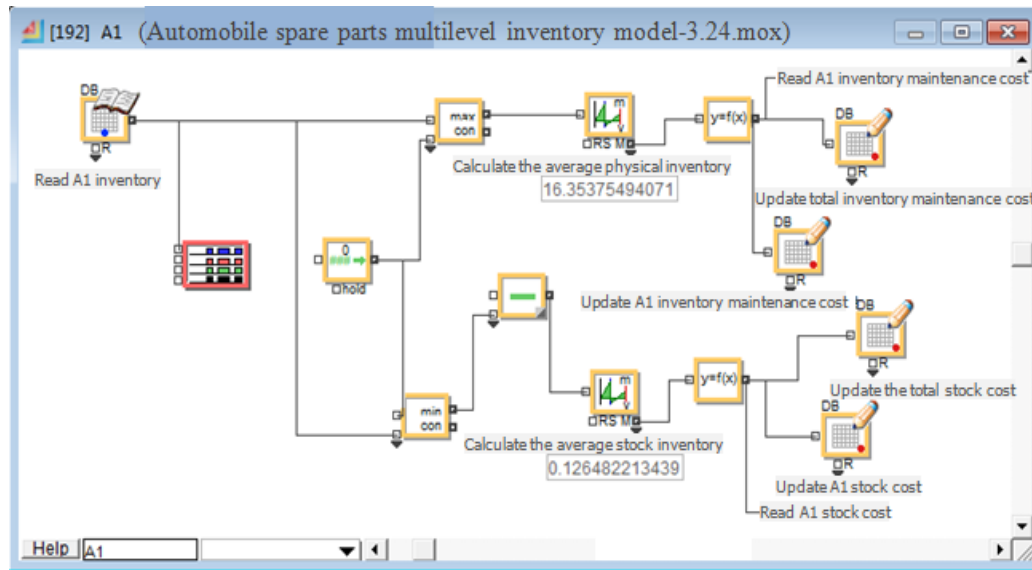 [192] A1 (Automobile spare parts multilevel inventory model-3.24.mox)
DB
R
Read A1 inventory
max
con
m
v
RS M
y=f(x)
Read A1 inventory maintenance cost
DB
R
Calculate the average physical inventory
16.35375494071
Update total inventory maintenance cost
DB
R
0
hold
Update A1 inventory maintenance cost
DB
R
min
con
m
v
RS M
y=f(x)
Update the total stock cost
DB
R
Calculate the average stock inventory
0.126482213439
Update A1 stock cost
Read A1 stock cost
Help
A1